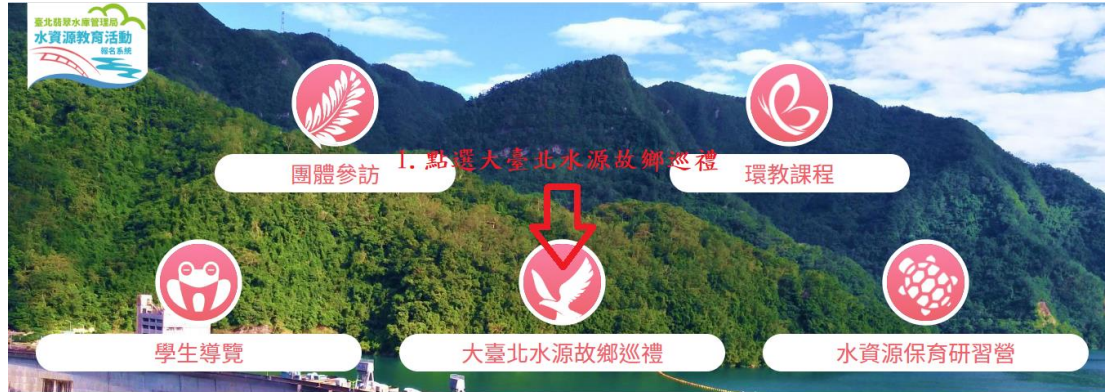 臺北翡翠水庫管理局
水資源教育活動
報名系統
團體參訪
1. 點選大臺北水源故鄉巡禮
環教課程
學生導覽
大臺北水源故鄉巡禮
水資源保育研習營